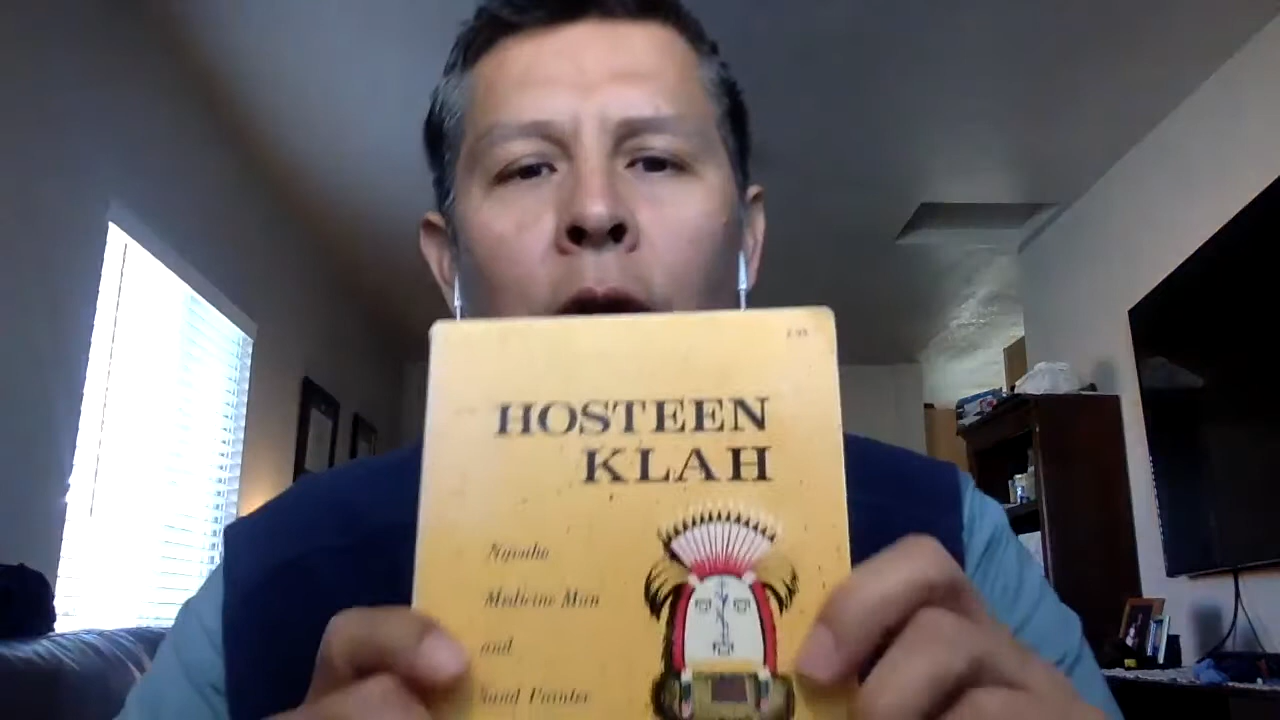 HOSTEEN
KLAH
Navaho
Medicine Man
and
Sand Painter